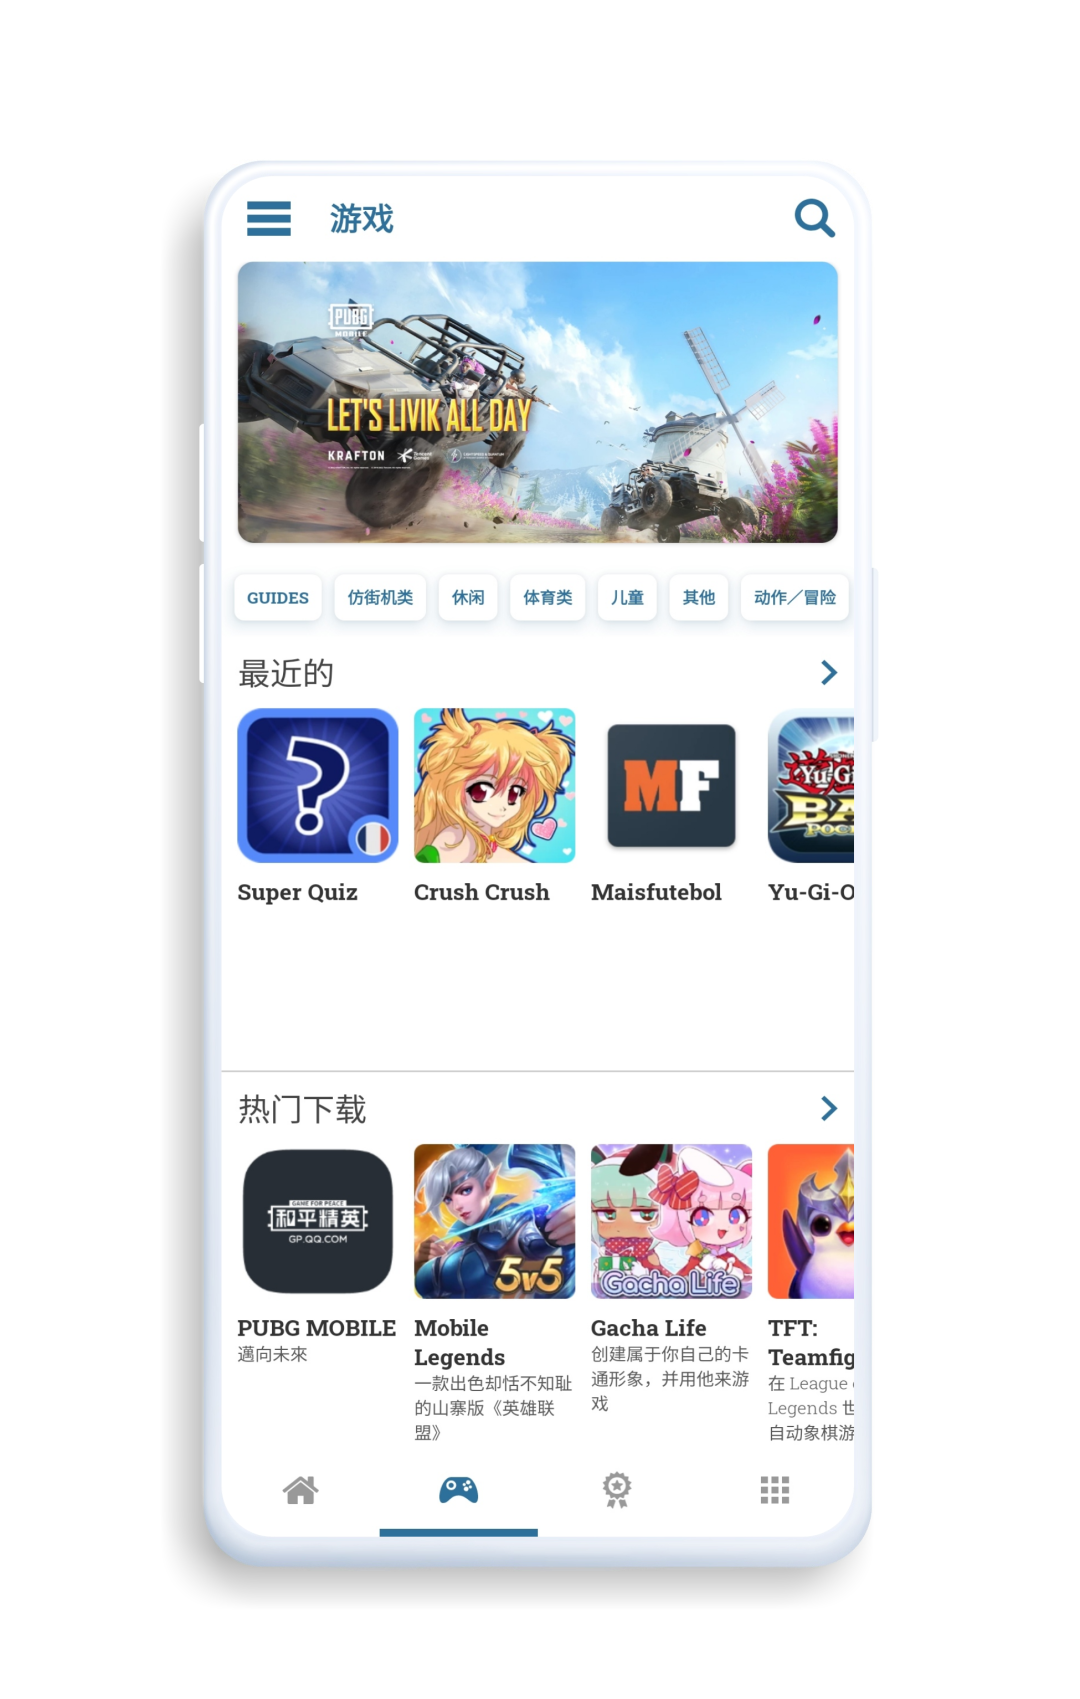 游戏
PUBG
MOBILE
LET'S LIVIK ALL DAY
KRAFTON
GUIDES
仿街机类
休闲
体育类
儿童
其他
动作／冒险
最近的
?
Yu-Gi
BA
POC
MF
Super Quiz
Crush Crush
Maisfutebol
Yu-Gi-O
热门下载
GAME FOR PEACE
和平精英
GP.QQ.COM
5v5
Gacha Life
PUBG MOBILE
邁向未來
Mobile
Legends
一款出色却恬不知耻
的山寨版《英雄联
盟》
Gacha Life
创建属于你自己的卡
通形象，并用他来游
戏
TFT:
Teamfig
在 League
Legends 世
自动象棋游